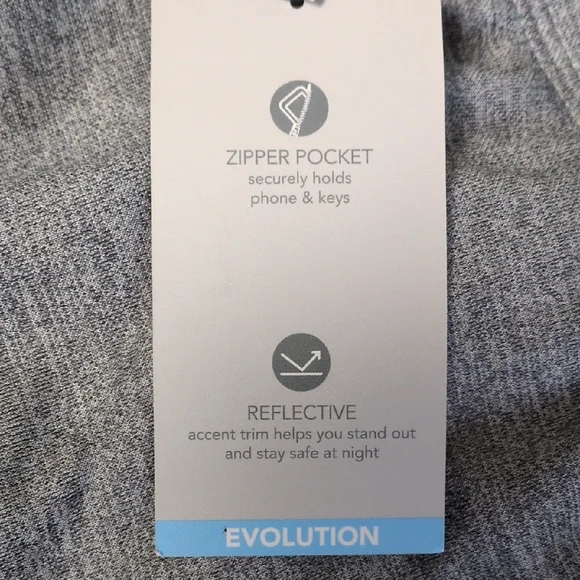 ZIPPER POCKET
securely holds
phone & keys
REFLECTIVE
accent trim helps you stand out
and stay safe at night
EVOLUTION